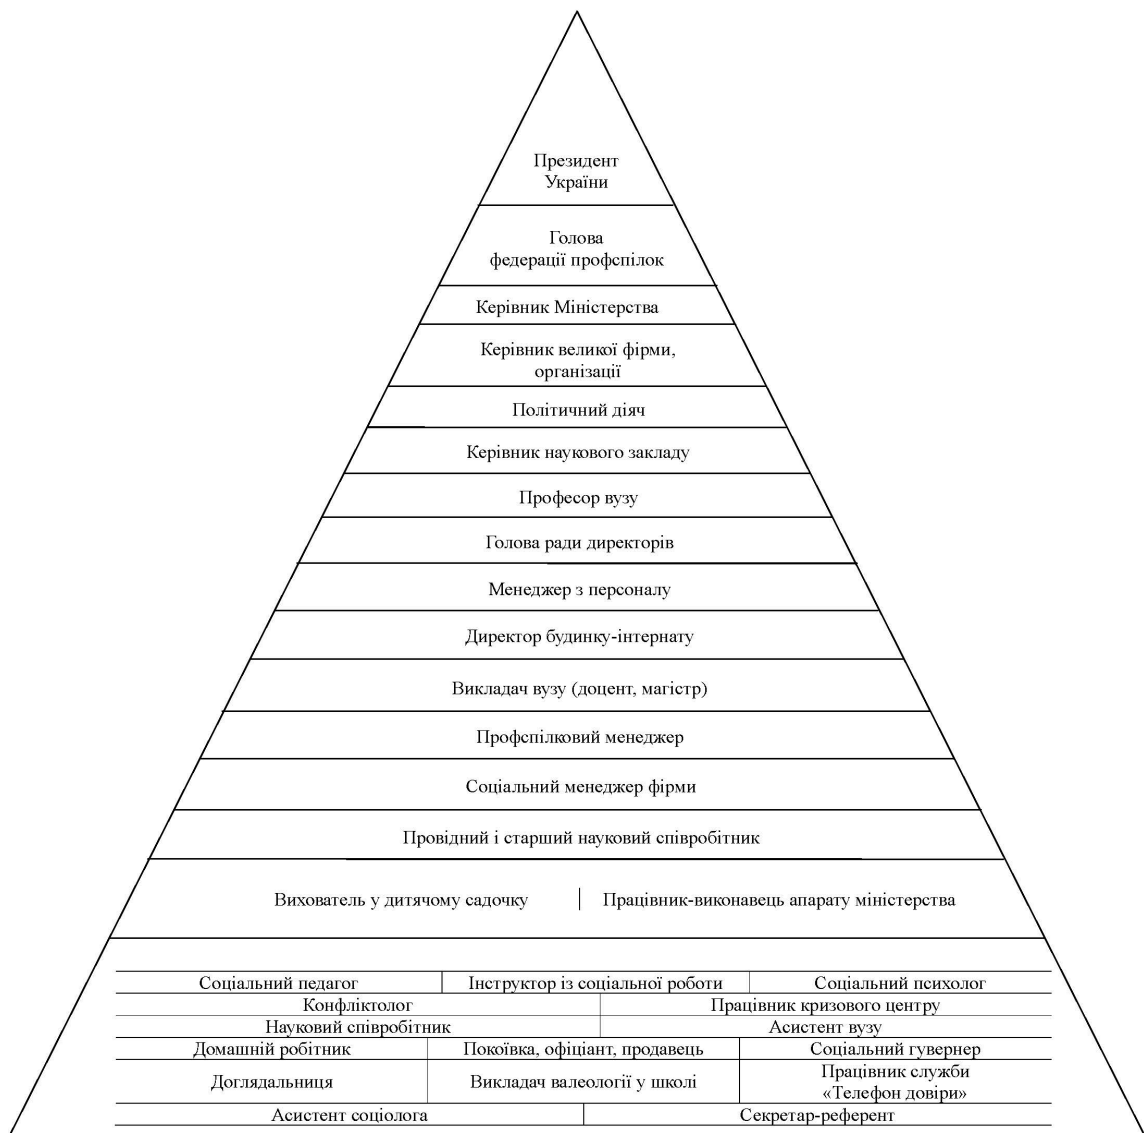 Президент
України
Голова
федерації профспілок
Керівник Міністерства
Керівник великої фірми,
організації
Політичний діяч
Керівник наукового закладу
Професор вузу
Голова ради директорів
Менеджер з персоналу
Директор будинку-інтернату
Викладач вузу (доцент, магістр)
Профспілковий менеджер
Соціальний менеджер фірми
Провідний і старший науковий співробітник
Вихователь у дитячому садочку Працівник-виконавець апарату міністерства
Соціальний педагог Інструктор із соціальної роботи Соціальний психолог
Конфліктолог Працівник кризового центру
Науковий співробітник Асистент вузу
Домашній робітник Покоївка, офіціант, продавець Соціальний гувернер
Доглядальниця Викладач валеології у школі Працівник служби
«Телефон довіри»
Асистент соціолога Секретар-референт